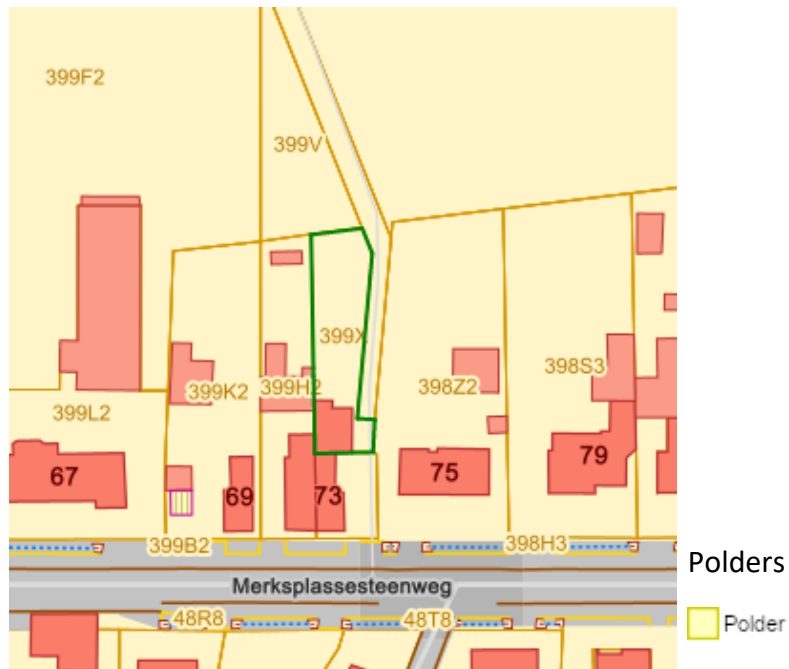 399F2
399V
399X
399K2
399H2
398Z2
398S3
399L2
67
69
73
75
79
399B2
398H3
Merksplassesteenweg
48R8
48T8
Polders
Polder